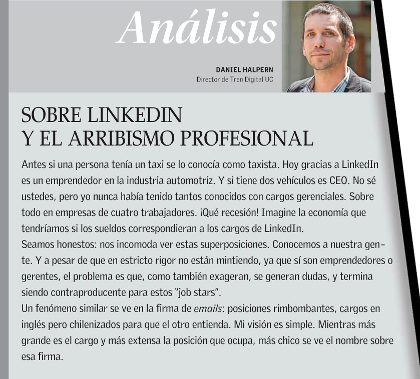 Análisis
DANIEL HALPERN
Director de Tren Digital UC
SOBRE LINKEDIN
Y EL ARRIBISMO PROFESIONAL
Antes si una persona tenía un taxi se lo conocía como taxista. Hoy gracias a LinkedIn
es un emprendedor en la industria automotriz. Y si tiene dos vehículos es CEO. No sé
ustedes, pero yo nunca había tenido tantos conocidos con cargos gerenciales. Sobre
todo en empresas de cuatro trabajadores. ¡Qué recesión! Imagine la economía que
tendríamos si los sueldos correspondieran a los cargos de LinkedIn.
Seamos honestos: nos incomoda ver estas superposiciones. Conocemos a nuestra gen-
te. Y a pesar de que en estricto rigor no están mintiendo, ya que sí son emprendedores o
gerentes, el problema es que, como también exageran, se generan dudas, y termina
siendo contraproducente para estos "job stars".
Un fenómeno similar se ve en la firma de emails: posiciones rimbombantes, cargos en
inglés pero chilenizados para que el otro entienda. Mi visión es simple. Mientras más
grande es el cargo y más extensa la posición que ocupa, más chico se ve el nombre sobre
esa firma.